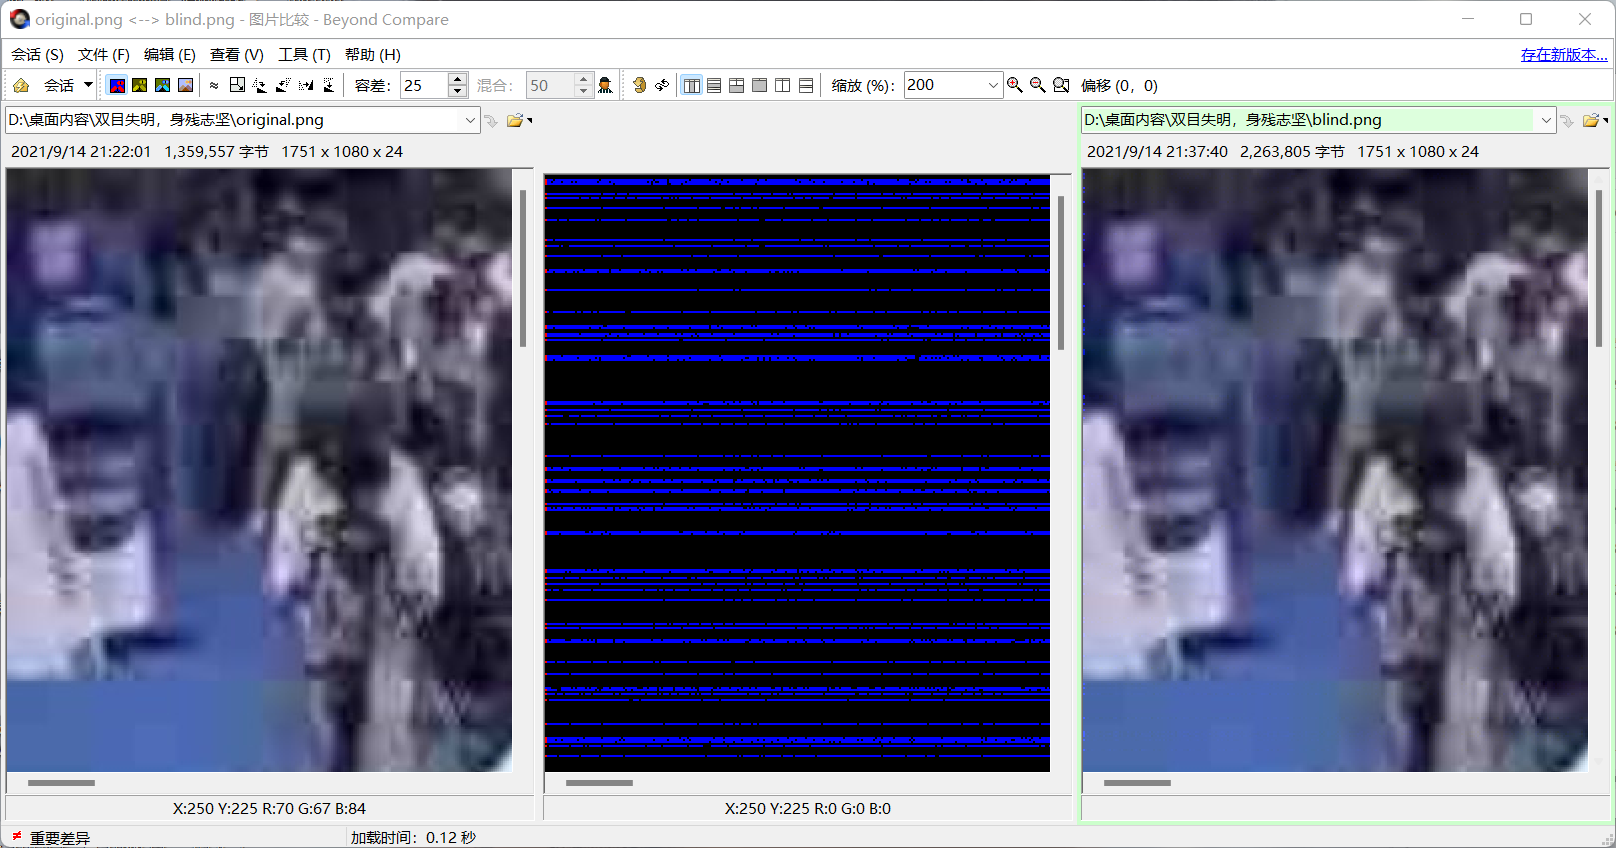 original.png <--> blind.png - 图片比较 - Beyond Compare
会话 (S) 文件 (F) 编辑 (E) 查看 (V) 工具 (T) 帮助 (H) 存在新版本...
会话 容差: 25 混合: 50 缩放 (%): 200 偏移 (0, 0)
D:\桌面内容\双目失明，身残志坚\original.png
2021/9/14 21:22:01 1,359,557 字节 1751 x 1080 x 24
D:\桌面内容\双目失明，身残志坚\blind.png
2021/9/14 21:37:40 2,263,805 字节 1751 x 1080 x 24
X:250 Y:225 R:70 G:67 B:84
X:250 Y:225 R:0 G:0 B:0
≠ 重要差异 加载时间: 0.12 秒